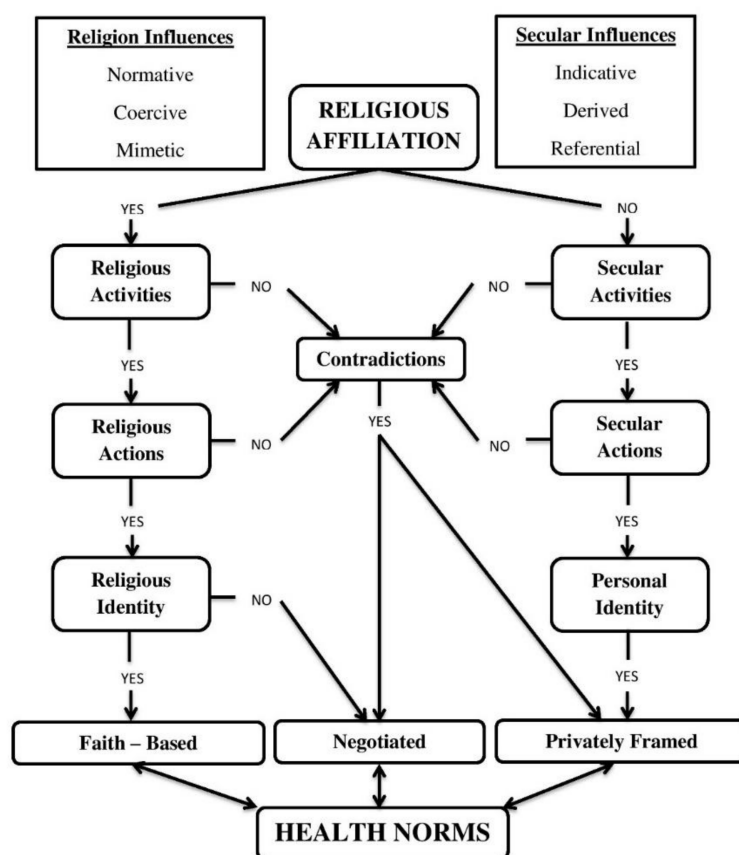 Religion Influences
Normative
Coercive
Mimetic
Secular Influences
Indicative
Derived
Referential
RELIGIOUS
AFFILIATION
YES
NO
Religious
Activities
NO
NO
Secular
Activities
YES
Contradictions
YES
YES
Religious
Actions
NO
NO
Secular
Actions
YES
YES
Religious
Identity
NO
Personal
Identity
YES
YES
Faith – Based
Negotiated
Privately Framed
HEALTH NORMS